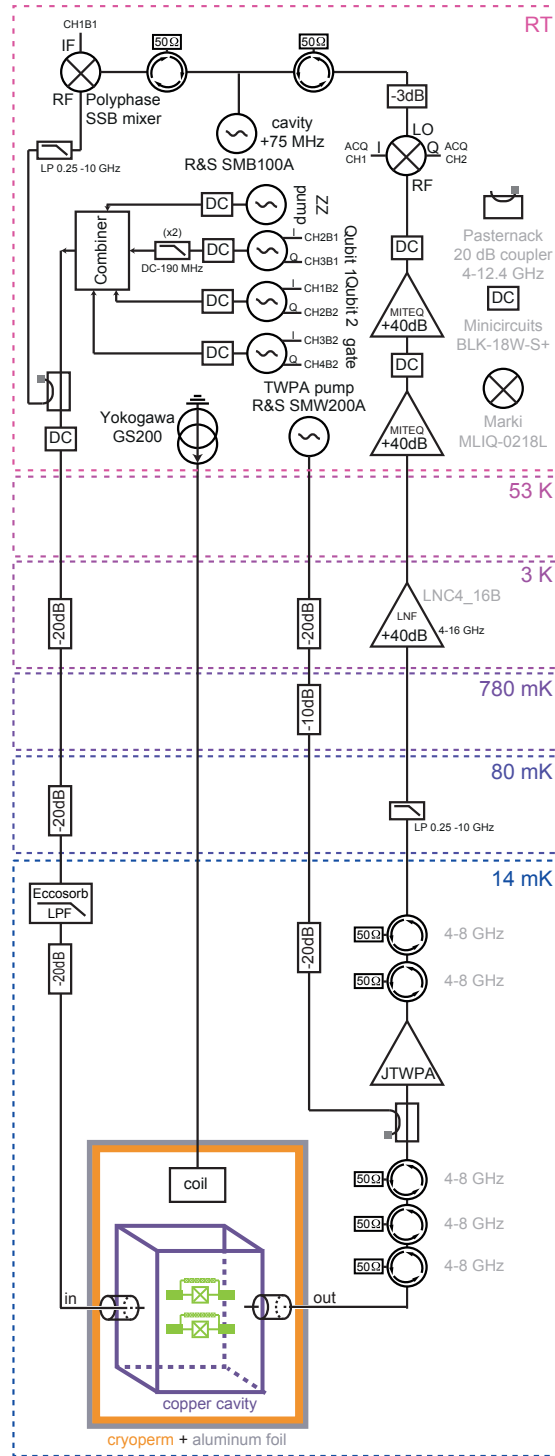 RT
CH1B1
IF
RF
Polyphase
SSB mixer
50Ω
50Ω
cavity
+75 MHz
R&S SMB100A
-3dB
LO
ACQ
CH1
I
Q
ACQ
CH2
RF
LP 0.25 -10 GHz
Combiner
DC
ZZ
pump
(x2)
DC-190 MHz
DC
I
CH2B1
Q
CH3B1
Qubit 1
DC
I
CH1B2
Q
CH2B2
Qubit 2
DC
I
CH3B2
Q
CH4B2
gate
DC
Pasternack
20 dB coupler
4-12.4 GHz
DC
Minicircuits
BLK-18W-S+
MITEQ
+40dB
DC
Marki
MLIQ-0218L
MITEQ
+40dB
DC
Yokogawa
GS200
TWPA pump
R&S SMW200A
53 K
3 K
LNC4_16B
LNF
+40dB
4-16 GHz
-20dB
-20dB
780 mK
-10dB
80 mK
-20dB
LP 0.25 -10 GHz
14 mK
Eccosorb
LPF
-20dB
-20dB
50Ω
4-8 GHz
50Ω
4-8 GHz
JTWPA
coil
50Ω
4-8 GHz
50Ω
4-8 GHz
50Ω
4-8 GHz
in
out
copper cavity
cryoperm + aluminum foil